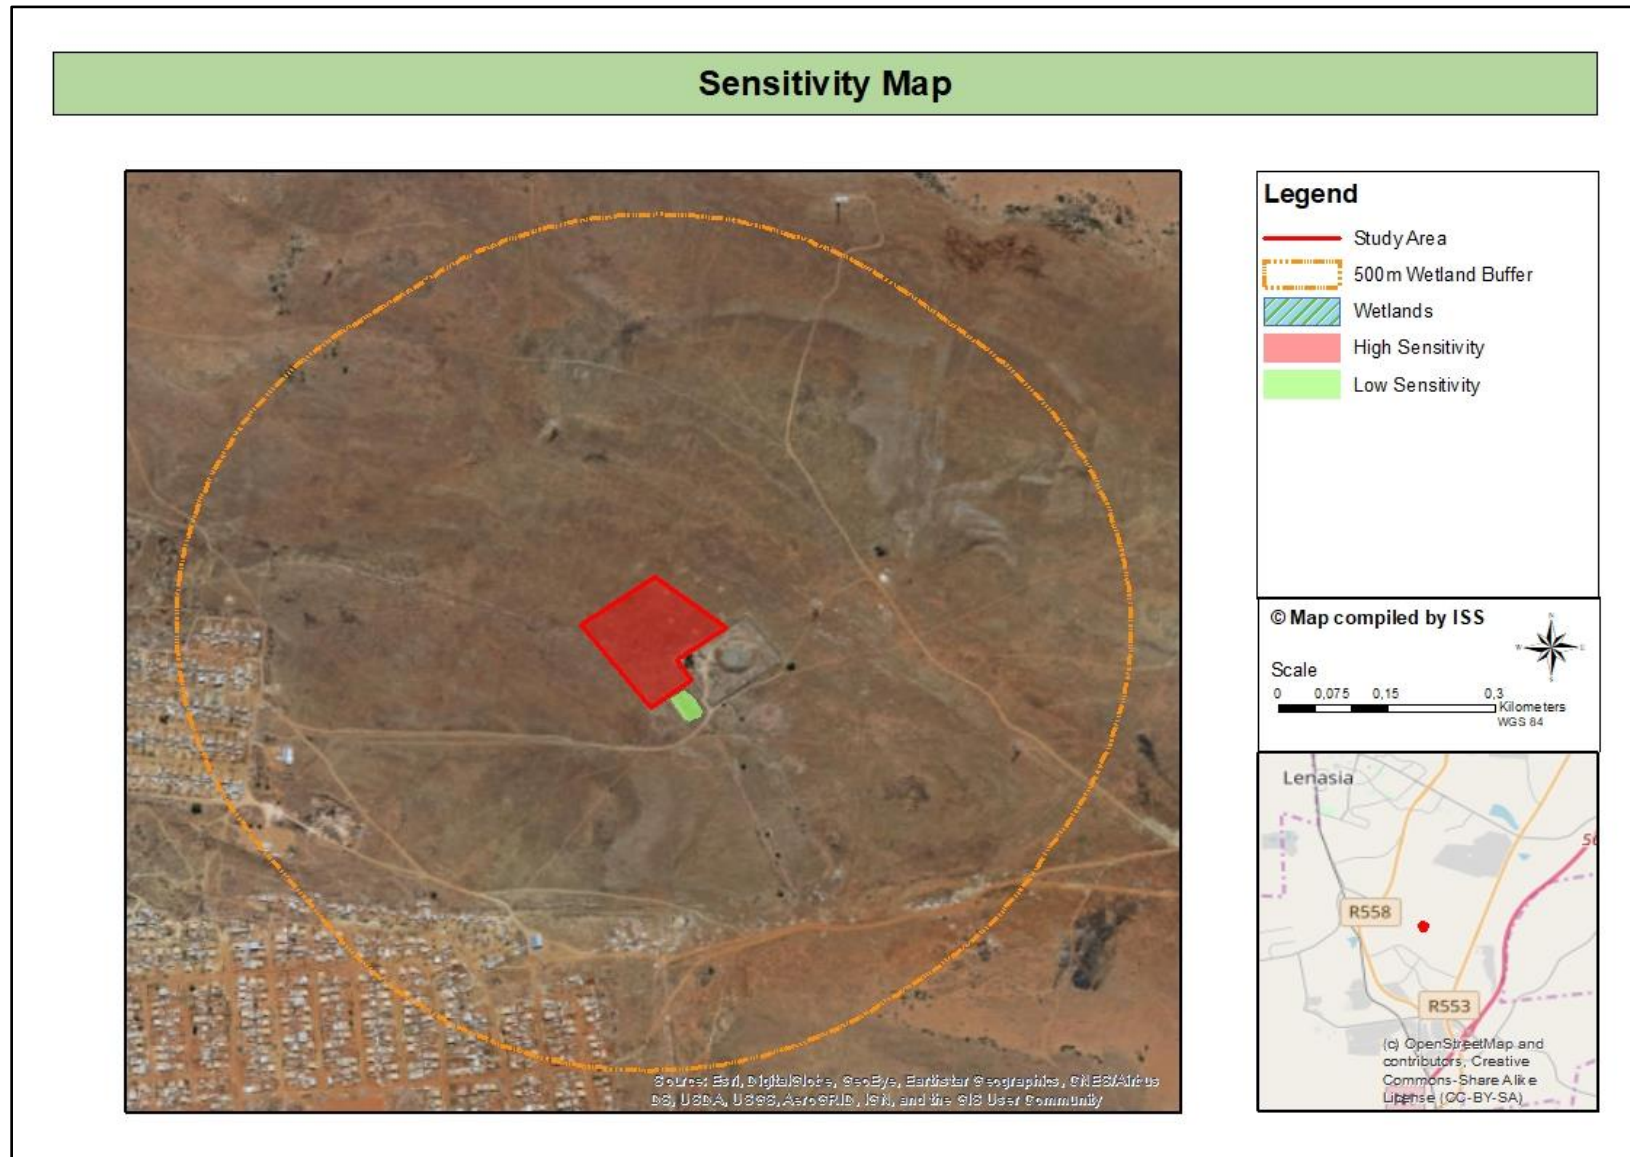 Sensitivity Map
Legend
Study Area
500m Wetland Buffer
Wetlands
High Sensitivity
Low Sensitivity
© Map compiled by ISS
N
W
E
S
Scale
0 0,075 0,15 0,3
Kilometers
WGS 84
Lenasia
R558
R553
(c) OpenStreetMap and
contributors, Creative
Commons-Share Alike
License (CC-BY-SA)
Source: Esri, DigitalGlobe, GeoEye, Earthstar Geographics, CNES/Airbus
DS, USDA, USGS, AeroGRID, IGN, and the GIS User Community